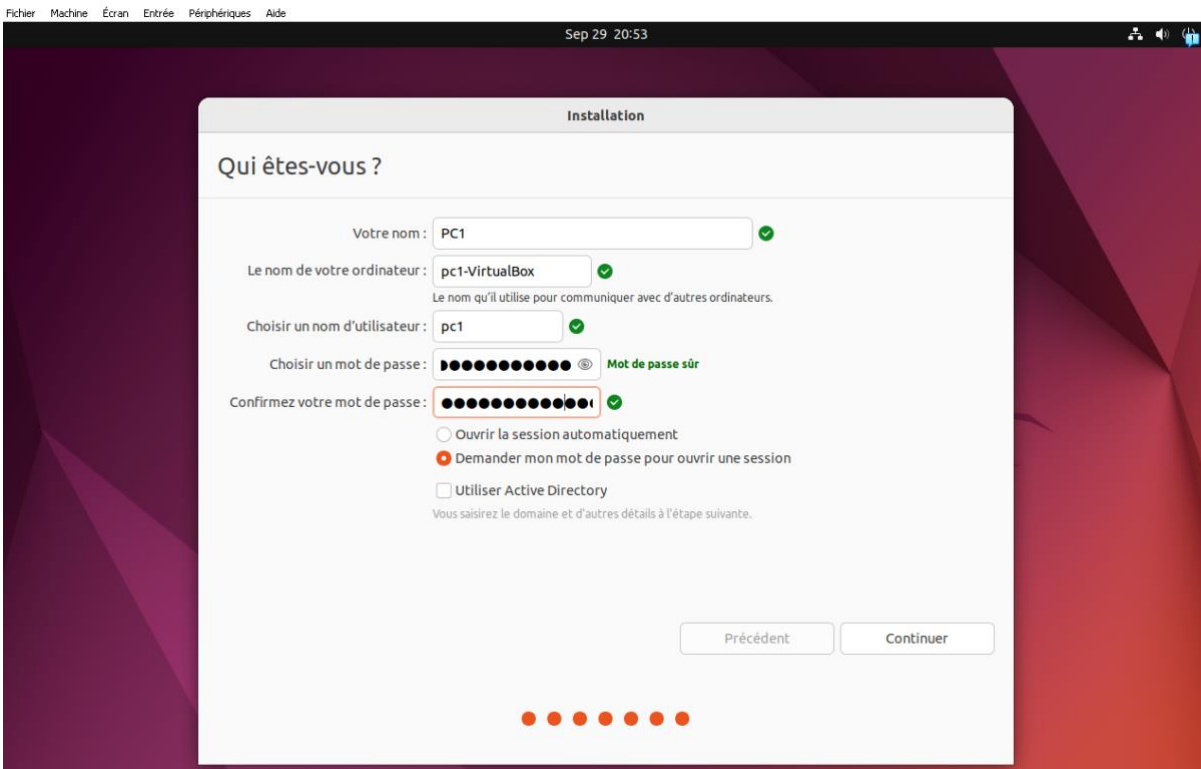 Fichier Machine Écran Entrée Périphériques Aide
Sep 29 20:53
Installation
Qui êtes-vous ?
Votre nom : PC1
Le nom de votre ordinateur : pc1-VirtualBox
Le nom qu'il utilise pour communiquer avec d'autres ordinateurs.
Choisir un nom d'utilisateur : pc1
Choisir un mot de passe : Mot de passe sûr
Confirmez votre mot de passe :
Ouvrir la session automatiquement
Demander mon mot de passe pour ouvrir une session
Utiliser Active Directory
Vous saisirez le domaine et d'autres détails à l'étape suivante.
Précédent Continuer